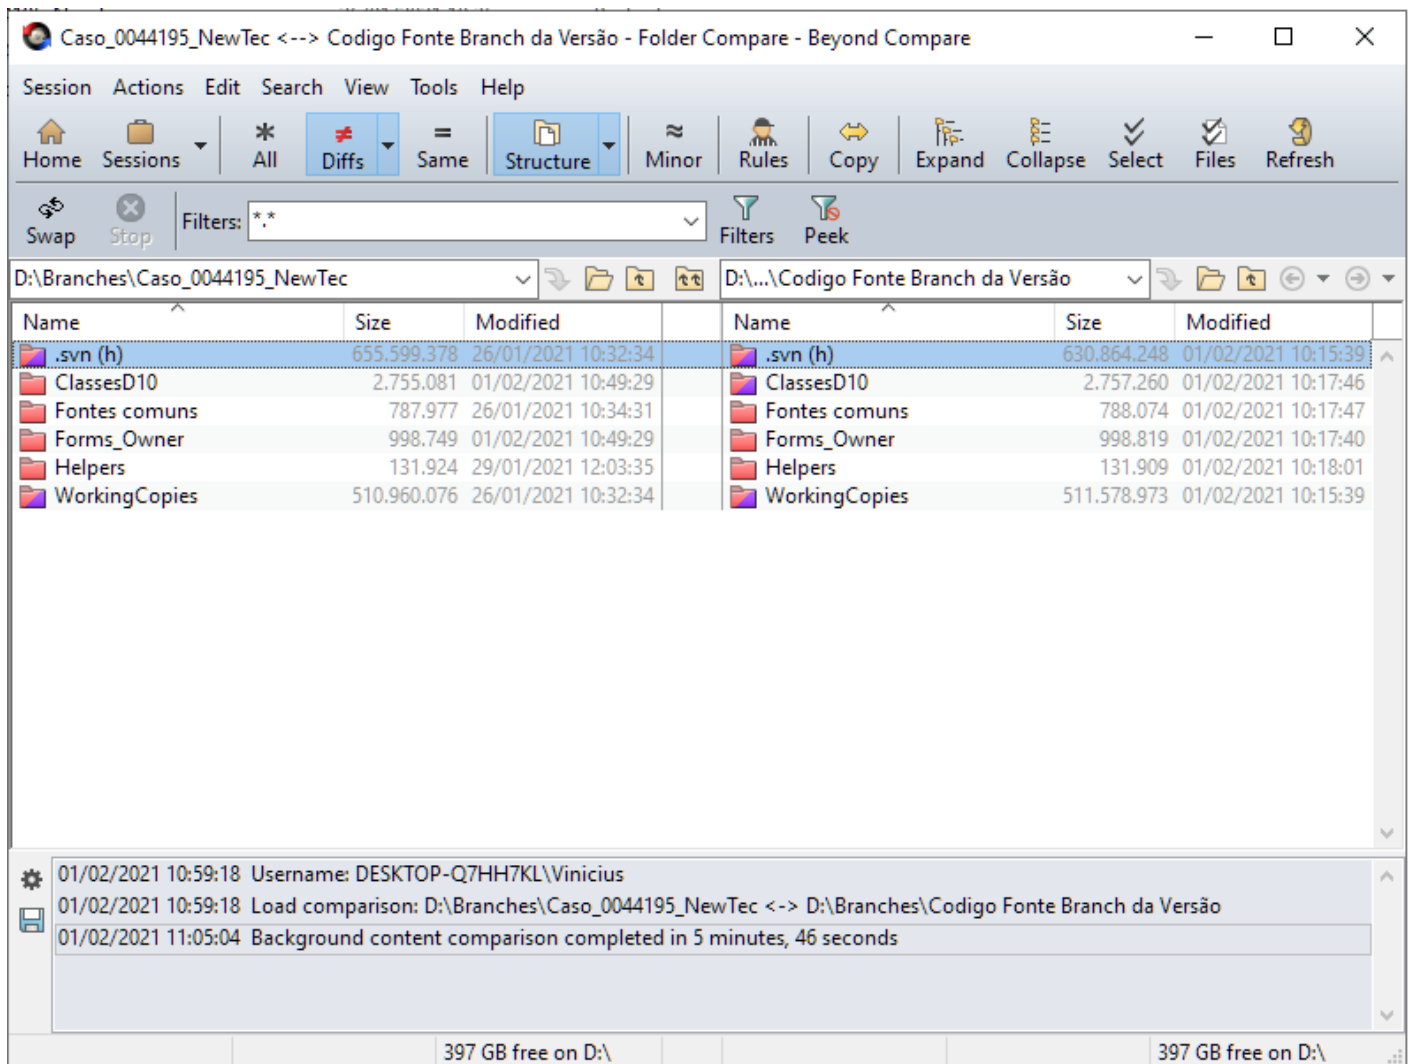 Caso_0044195_NewTec <--> Codigo Fonte Branch da Versão - Folder Compare - Beyond Compare
Session Actions Edit Search View Tools Help
Home Sessions All Diffs Same Structure Minor Rules Copy Expand Collapse Select Files Refresh
Swap Stop Filters: *.* Filters Peek
D:\Branches\Caso_0044195_NewTec D:\...\Codigo Fonte Branch da Versão
Name Size Modified Name Size Modified
.svn (h) 655.599.378 26/01/2021 10:32:34 .svn (h) 630.864.248 01/02/2021 10:15:39
ClassesD10 2.755.081 01/02/2021 10:49:29 ClassesD10 2.757.260 01/02/2021 10:17:46
Fontes comuns 787.977 26/01/2021 10:34:31 Fontes comuns 788.074 01/02/2021 10:17:47
Forms_Owner 998.749 01/02/2021 10:49:29 Forms_Owner 998.819 01/02/2021 10:17:40
Helpers 131.924 29/01/2021 12:03:35 Helpers 131.909 01/02/2021 10:18:01
WorkingCopies 510.960.076 26/01/2021 10:32:34 WorkingCopies 511.578.973 01/02/2021 10:15:39
01/02/2021 10:59:18 Username: DESKTOP-Q7HH7KL\Vinicius
01/02/2021 10:59:18 Load comparison: D:\Branches\Caso_0044195_NewTec <-> D:\Branches\Codigo Fonte Branch da Versão
01/02/2021 11:05:04 Background content comparison completed in 5 minutes, 46 seconds
397 GB free on D:\ 397 GB free on D:\